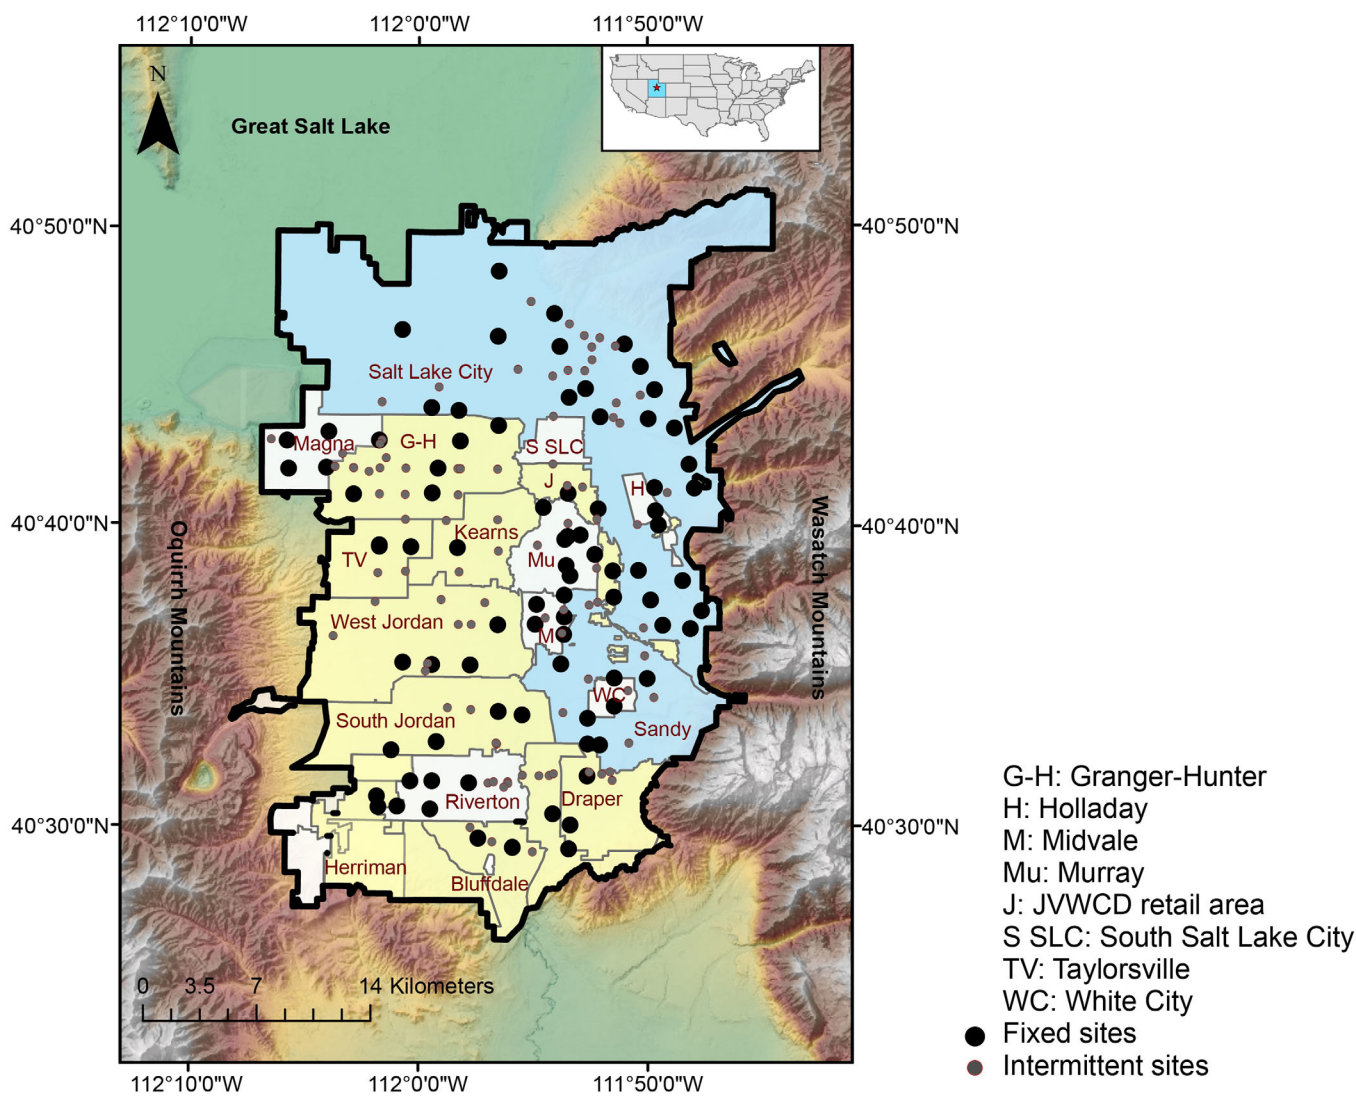 112°10'0"W 112°0'0"W 111°50'0"W
N
Great Salt Lake
40°50'0"N 40°50'0"N
Salt Lake City
Magna G-H S SLC
J H
40°40'0"N 40°40'0"N
Kearns
TV Mu
Oquirrh Mountains
Wasatch Mountains
West Jordan
M
WC
South Jordan Sandy
Riverton Draper
40°30'0"N 40°30'0"N
Herriman
Bluffdale
0 3.5 7 14 Kilometers
112°10'0"W 112°0'0"W 111°50'0"W
G-H: Granger-Hunter
H: Holladay
M: Midvale
Mu: Murray
J: JVWCD retail area
S SLC: South Salt Lake City
TV: Taylorsville
WC: White City
Fixed sites
Intermittent sites